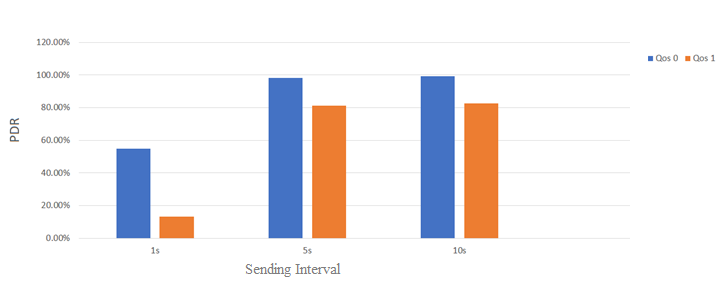 120.00%
100.00%
80.00%
60.00%
40.00%
20.00%
0.00%
PDR
1s 5s 10s
Sending Interval
Qos 0 Qos 1